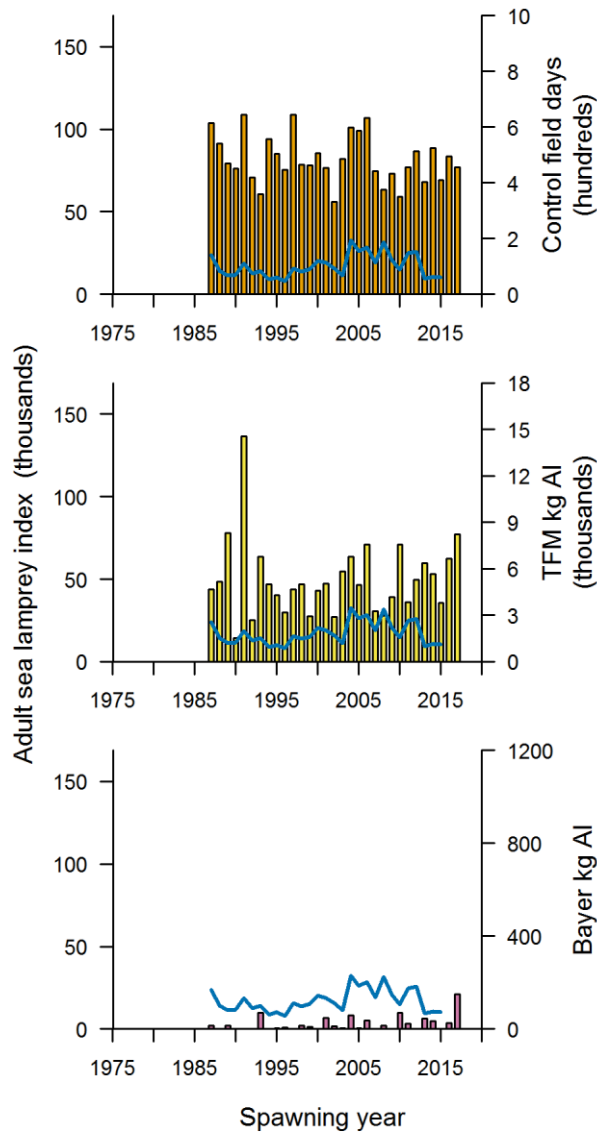 Adult sea lamprey index (thousands)
150
100
50
0
10
8
6
4
2
0
Control field days
(hundreds)
1975 1985 1995 2005 2015
150
100
50
0
18
15
12
9
6
3
0
TFM kg AI
(thousands)
1975 1985 1995 2005 2015
150
100
50
0
1200
800
400
0
Bayer kg AI
1975 1985 1995 2005 2015
Spawning year